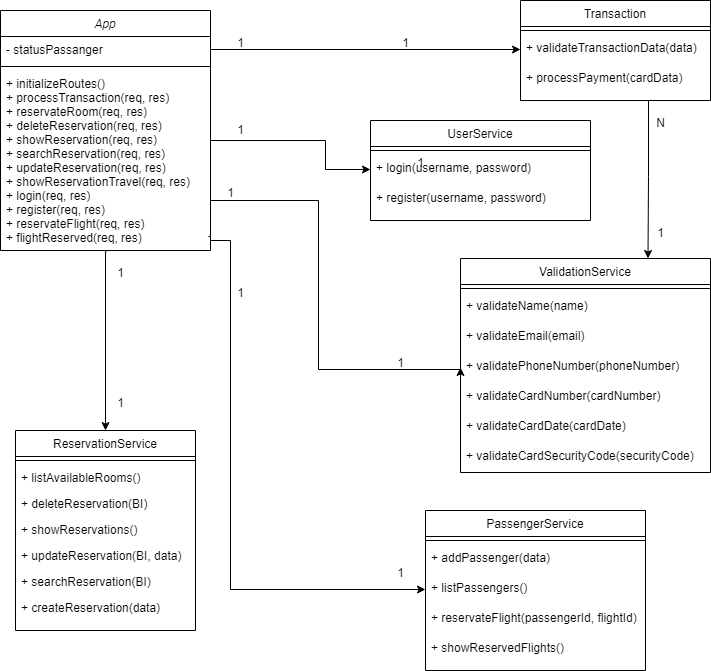 App
- statusPassanger
+ initializeRoutes()
+ processTransaction(req, res)
+ reservateRoom(req, res)
+ deleteReservation(req, res)
+ showReservation(req, res)
+ searchReservation(req, res)
+ updateReservation(req, res)
+ showReservationTravel(req, res)
+ login(req, res)
+ register(req, res)
+ reservateFlight(req, res)
+ flightReserved(req, res)
1
1
Transaction
+ validateTransactionData(data)
+ processPayment(cardData)
1
1
UserService
+ login(username, password)
+ register(username, password)
N
1
1
1
ValidationService
+ validateName(name)
+ validateEmail(email)
+ validatePhoneNumber(phoneNumber)
+ validateCardNumber(cardNumber)
+ validateCardDate(cardDate)
+ validateCardSecurityCode(securityCode)
1
1
ReservationService
+ listAvailableRooms()
+ deleteReservation(BI)
+ showReservations()
+ updateReservation(BI, data)
+ searchReservation(BI)
+ createReservation(data)
1
1
PassengerService
+ addPassenger(data)
+ listPassengers()
+ reservateFlight(passengerId, flightId)
+ showReservedFlights()